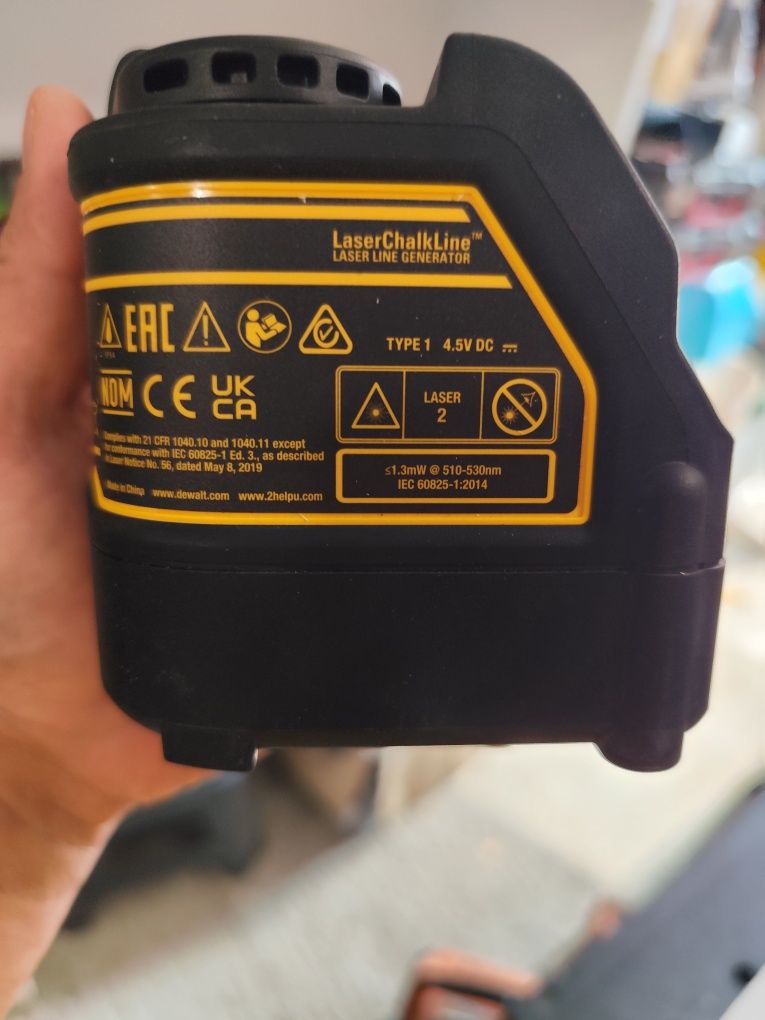 LaserChalkLine™
LASER LINE GENERATOR
IP54
EAC
TYPE 1 4.5V DC
NOM CE UK
CA
LASER
2
Complies with 21 CFR 1040.10 and 1040.11 except
for conformance with IEC 60825-1 Ed. 3., as described
in Laser Notice No. 56, dated May 8, 2019
≤1.3mW @ 510-530nm
IEC 60825-1:2014
Made in China www.dewalt.com www.2helpu.com